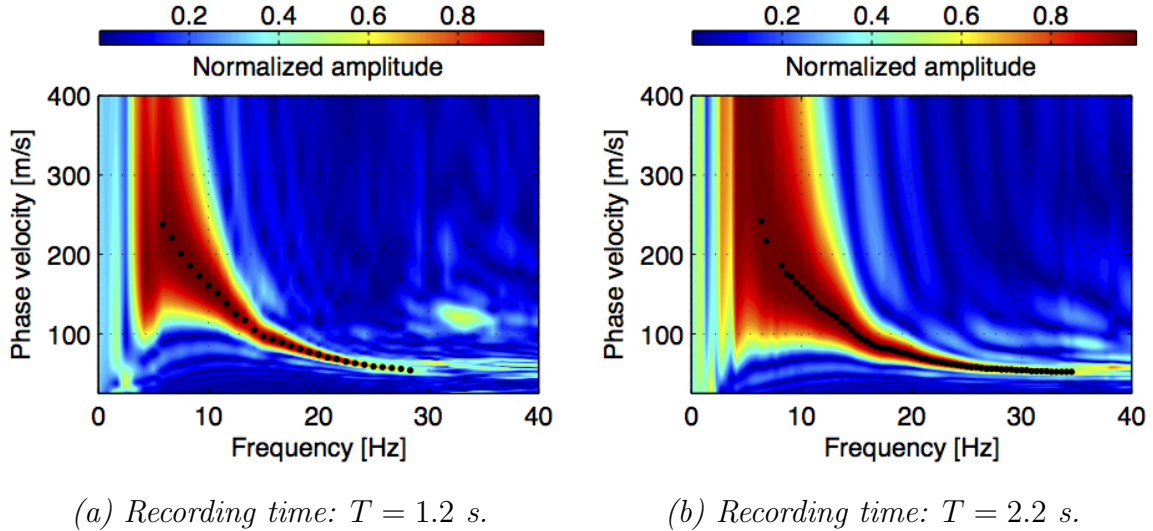 0.2 0.4 0.6 0.8
Normalized amplitude
400
300
200
100
Phase velocity [m/s]
0 10 20 30 40
Frequency [Hz]
(a) Recording time: T = 1.2 s.
0.2 0.4 0.6 0.8
Normalized amplitude
400
300
200
100
Phase velocity [m/s]
0 10 20 30 40
Frequency [Hz]
(b) Recording time: T = 2.2 s.